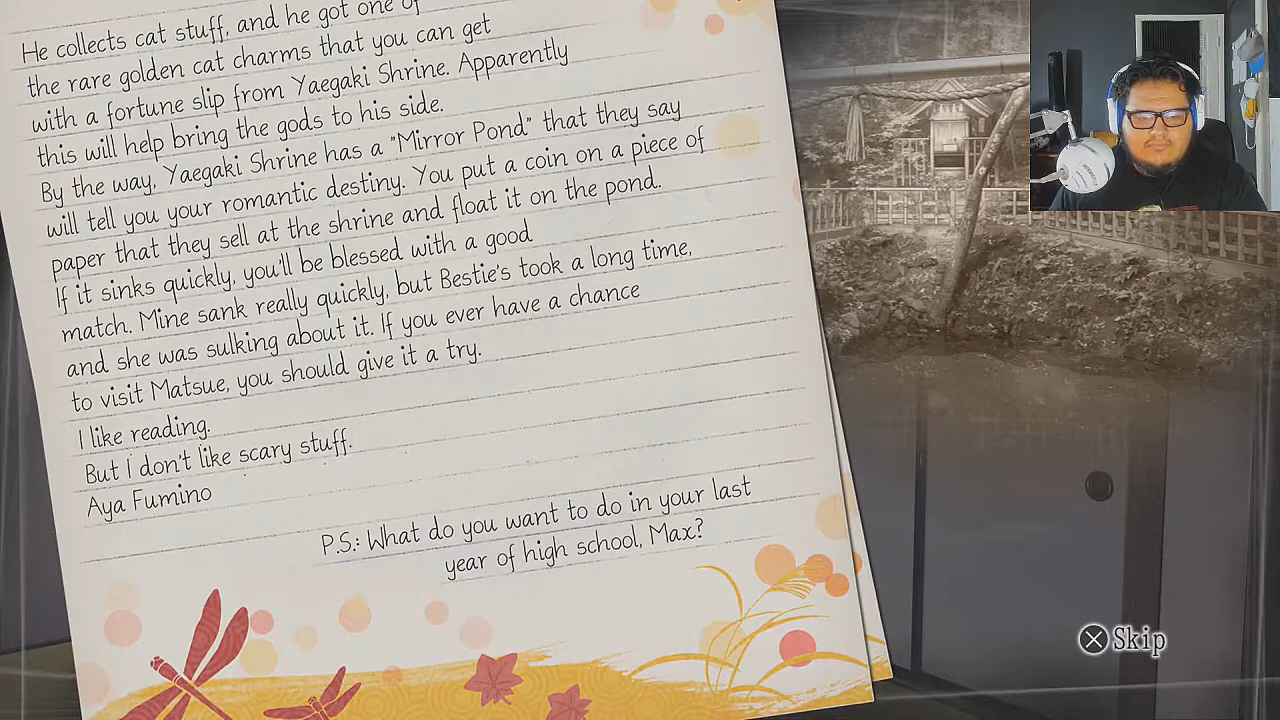 He collects cat stuff, and he got one of
the rare golden cat charms that you can get
with a fortune slip from Yaegaki Shrine. Apparently
this will help bring the gods to his side.
By the way, Yaegaki Shrine has a "Mirror Pond" that they say
will tell you your romantic destiny. You put a coin on a piece of
paper that they sell at the shrine and float it on the pond.
If it sinks quickly, you'll be blessed with a good
match. Mine sank really quickly, but Bestie's took a long time,
and she was sulking about it. If you ever have a chance
to visit Matsue, you should give it a try.
I like reading.
But I don't like scary stuff.
Aya Fumino
P.S.: What do you want to do in your last
year of high school, Max?
Skip